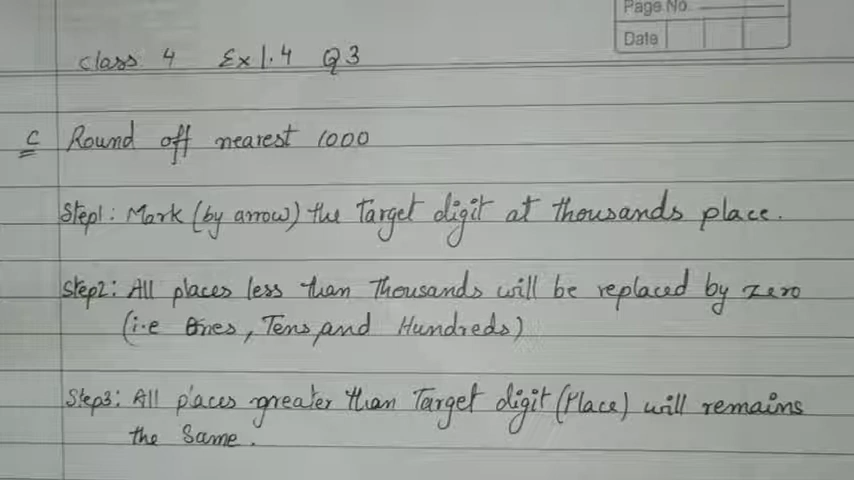 Page No.
Date
Class 4 Ex 1.4 Q3
C Round off nearest 1000
Step1: Mark (by arrow) the Target digit at thousands place.
Step2: All places less than Thousands will be replaced by zero
(i.e Ones, Tens, and Hundreds)
Step3: All places greater than Target digit (Place) will remains
the Same.